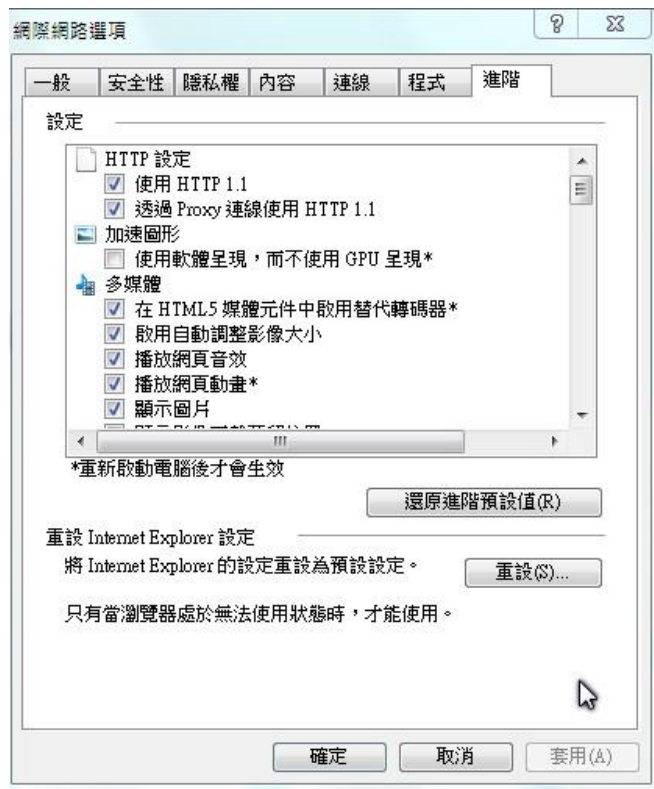 網際網路選項
一般 安全性 隱私權 內容 連線 程式 進階
設定
HTTP 設定
使用 HTTP 1.1
透過 Proxy 連線使用 HTTP 1.1
加速圖形
使用軟體呈現，而不使用 GPU 呈現*
多媒體
在 HTML5 媒體元件中啟用替代轉碼器*
啟用自動調整影像大小
播放網頁音效
播放網頁動畫*
顯示圖片
*重新啟動電腦後才會生效
還原進階預設值(R)
重設 Internet Explorer 設定
將 Internet Explorer 的設定重設為預設設定。
重設(S)...
只有當瀏覽器處於無法使用狀態時，才能使用。
確定 取消 套用(A)